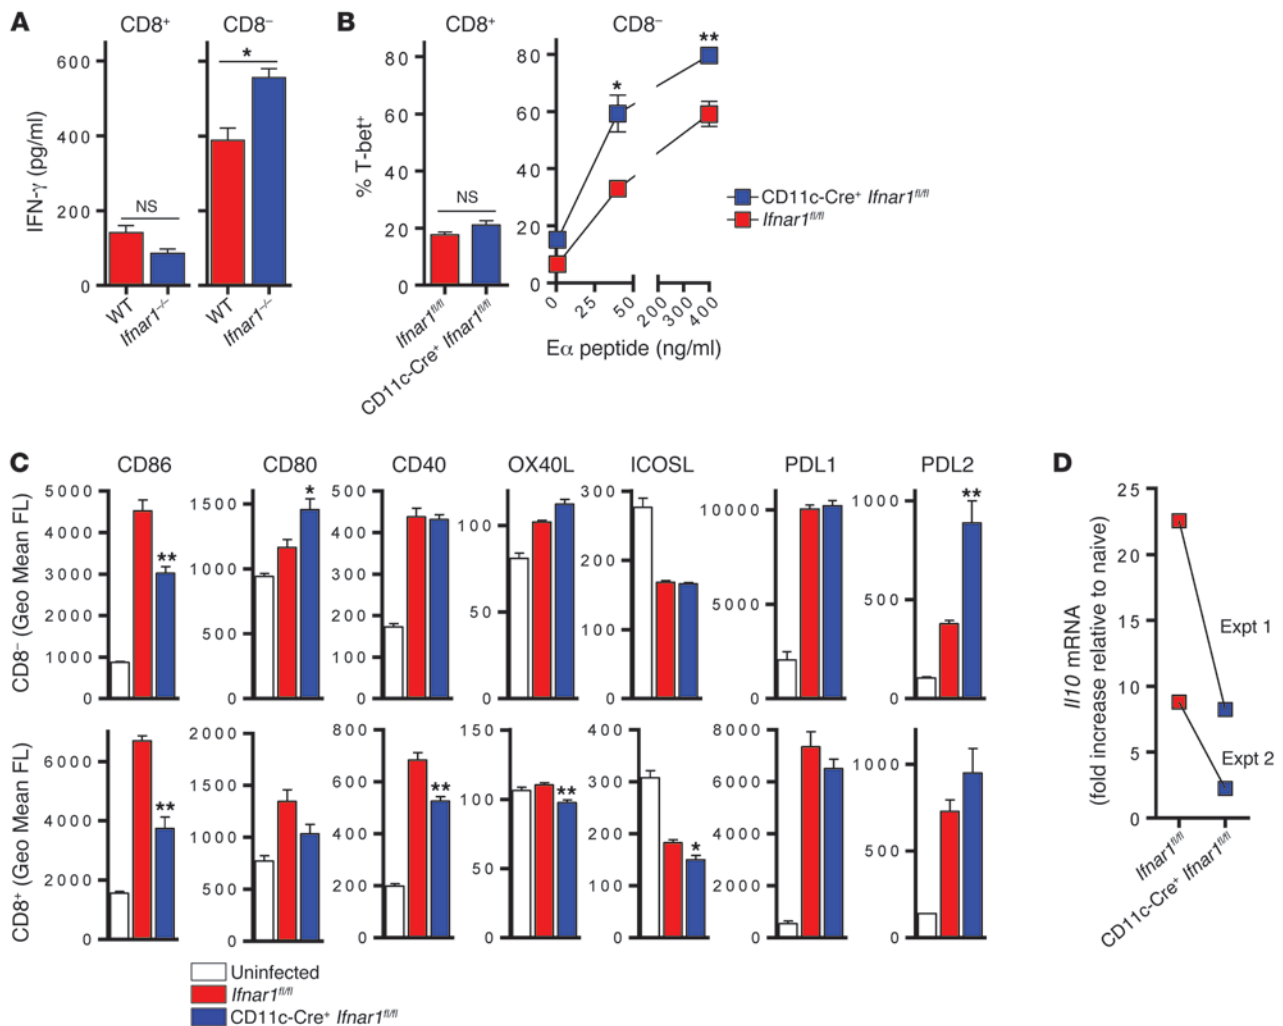 A
CD8⁺
CD8⁻
IFN-γ (pg/ml)
600
400
200
0
NS
*
WT
Ifnar1⁻/⁻
WT
Ifnar1⁻/⁻
B
CD8⁺
CD8⁻
% T-bet⁺
80
60
40
20
0
NS
Ifnar1fl/fl
CD11c-Cre⁺ Ifnar1fl/fl
80
60
40
20
0
*
**
0
25
50
200
300
400
Eα peptide (ng/ml)
CD11c-Cre⁺ Ifnar1fl/fl
Ifnar1fl/fl
C
CD86
CD80
CD40
OX40L
ICOSL
PDL1
PDL2
CD8⁻ (Geo Mean FL)
5000
4000
3000
2000
1000
0
**
1500
1000
500
0
*
500
400
300
200
100
0
100
50
0
300
200
100
0
10000
5000
0
1000
500
0
**
CD8⁺ (Geo Mean FL)
6000
4000
2000
0
**
2000
1500
1000
500
0
800
600
400
200
0
**
150
100
50
0
**
400
300
200
100
0
*
8000
6000
4000
2000
0
1000
500
0
Uninfected
Ifnar1fl/fl
CD11c-Cre⁺ Ifnar1fl/fl
D
Il10 mRNA
(fold increase relative to naive)
25
20
15
10
5
0
Expt 1
Expt 2
Ifnar1fl/fl
CD11c-Cre⁺ Ifnar1fl/fl